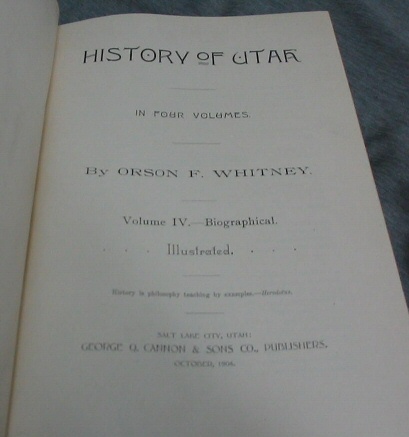 HISTORY OF UTAH
IN FOUR VOLUMES.
By ORSON F. WHITNEY.
Volume IV.—Biographical.
Illustrated.
History is philosophy teaching by examples.—
SALT LAKE CITY, UTAH:
GEORGE Q. CANNON & SONS CO., PUBLISHERS.
OCTOBER, 1904.